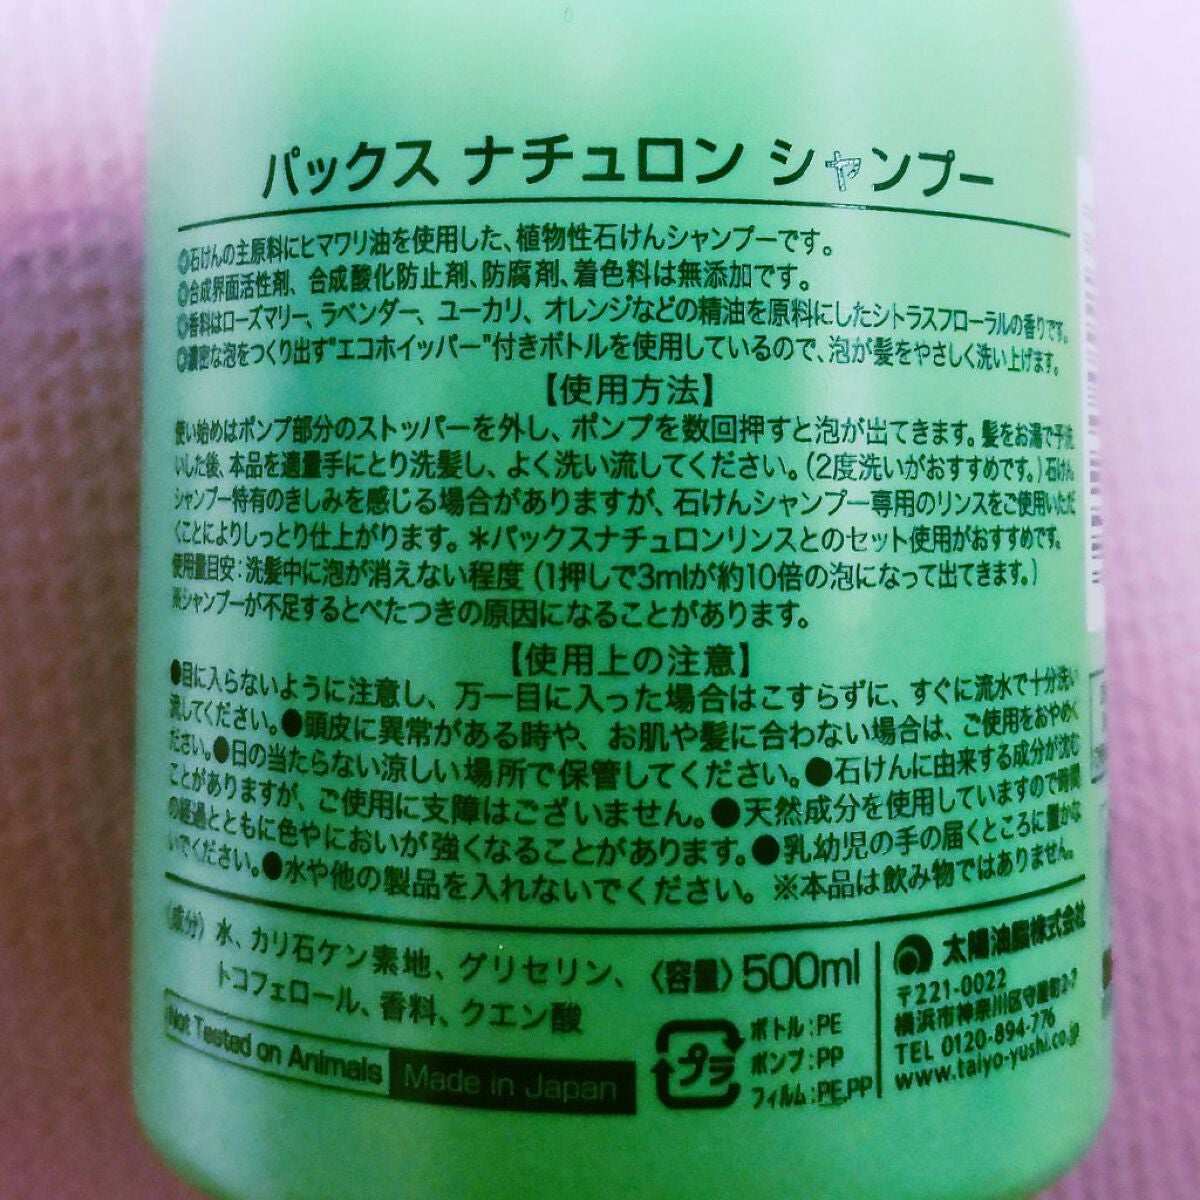 パックス ナチュロン シャンプー
◎石けんの主原料にヒマワリ油を使用した、植物性石けんシャンプーです。
◎合成界面活性剤、合成酸化防止剤、防腐剤、着色料は無添加です。
◎香料はローズマリー、ラベンダー、ユーカリ、オレンジなどの精油を原料にしたシトラスフローラルの香りです。
◎濃密な泡をつくり出す"エコホイッパー"付きボトルを使用しているので、泡が髪をやさしく洗い上げます。
【使用方法】
使い始めはポンプ部分のストッパーを外し、ポンプを数回押すと泡が出てきます。髪をお湯で予洗
いした後、本品を適量手にとり洗髪し、よく洗い流してください。(2度洗いがおすすめです。)石けん
シャンプー特有のきしみを感じる場合がありますが、石けんシャンプー専用のリンスをご使用いただ
くことによりしっとり仕上がります。＊パックスナチュロンリンスとのセット使用がおすすめです。
使用量目安:洗髪中に泡が消えない程度(1押しで3mlが約10倍の泡になって出てきます。)
※シャンプーが不足するとべたつきの原因になることがあります。
【使用上の注意】
●目に入らないように注意し、万一目に入った場合はこすらずに、すぐに流水で十分洗い
流してください。●頭皮に異常がある時や、お肌や髪に合わない場合は、ご使用をおやめく
ださい。●日の当たらない涼しい場所で保管してください。●石けんに由来する成分が沈む
ことがありますが、ご使用に支障はございません。●天然成分を使用していますので時間
の経過とともに色やにおいが強くなることがあります。●乳幼児の手の届くところに置かな
いでください。●水や他の製品を入れないでください。※本品は飲み物ではありません。
〈成分〉水、カリ石ケン素地、グリセリン、
トコフェロール、香料、クエン酸
Not Tested on Animals
Made in Japan
〈容量〉500ml
プラ
ボトル:PE
ポンプ:PP
フィルム:PE,PP
太陽油脂株式会社
〒221-0022
横浜市神奈川区守屋町2-7
TEL 0120-894-776
www.taiyo-yushi.co.jp